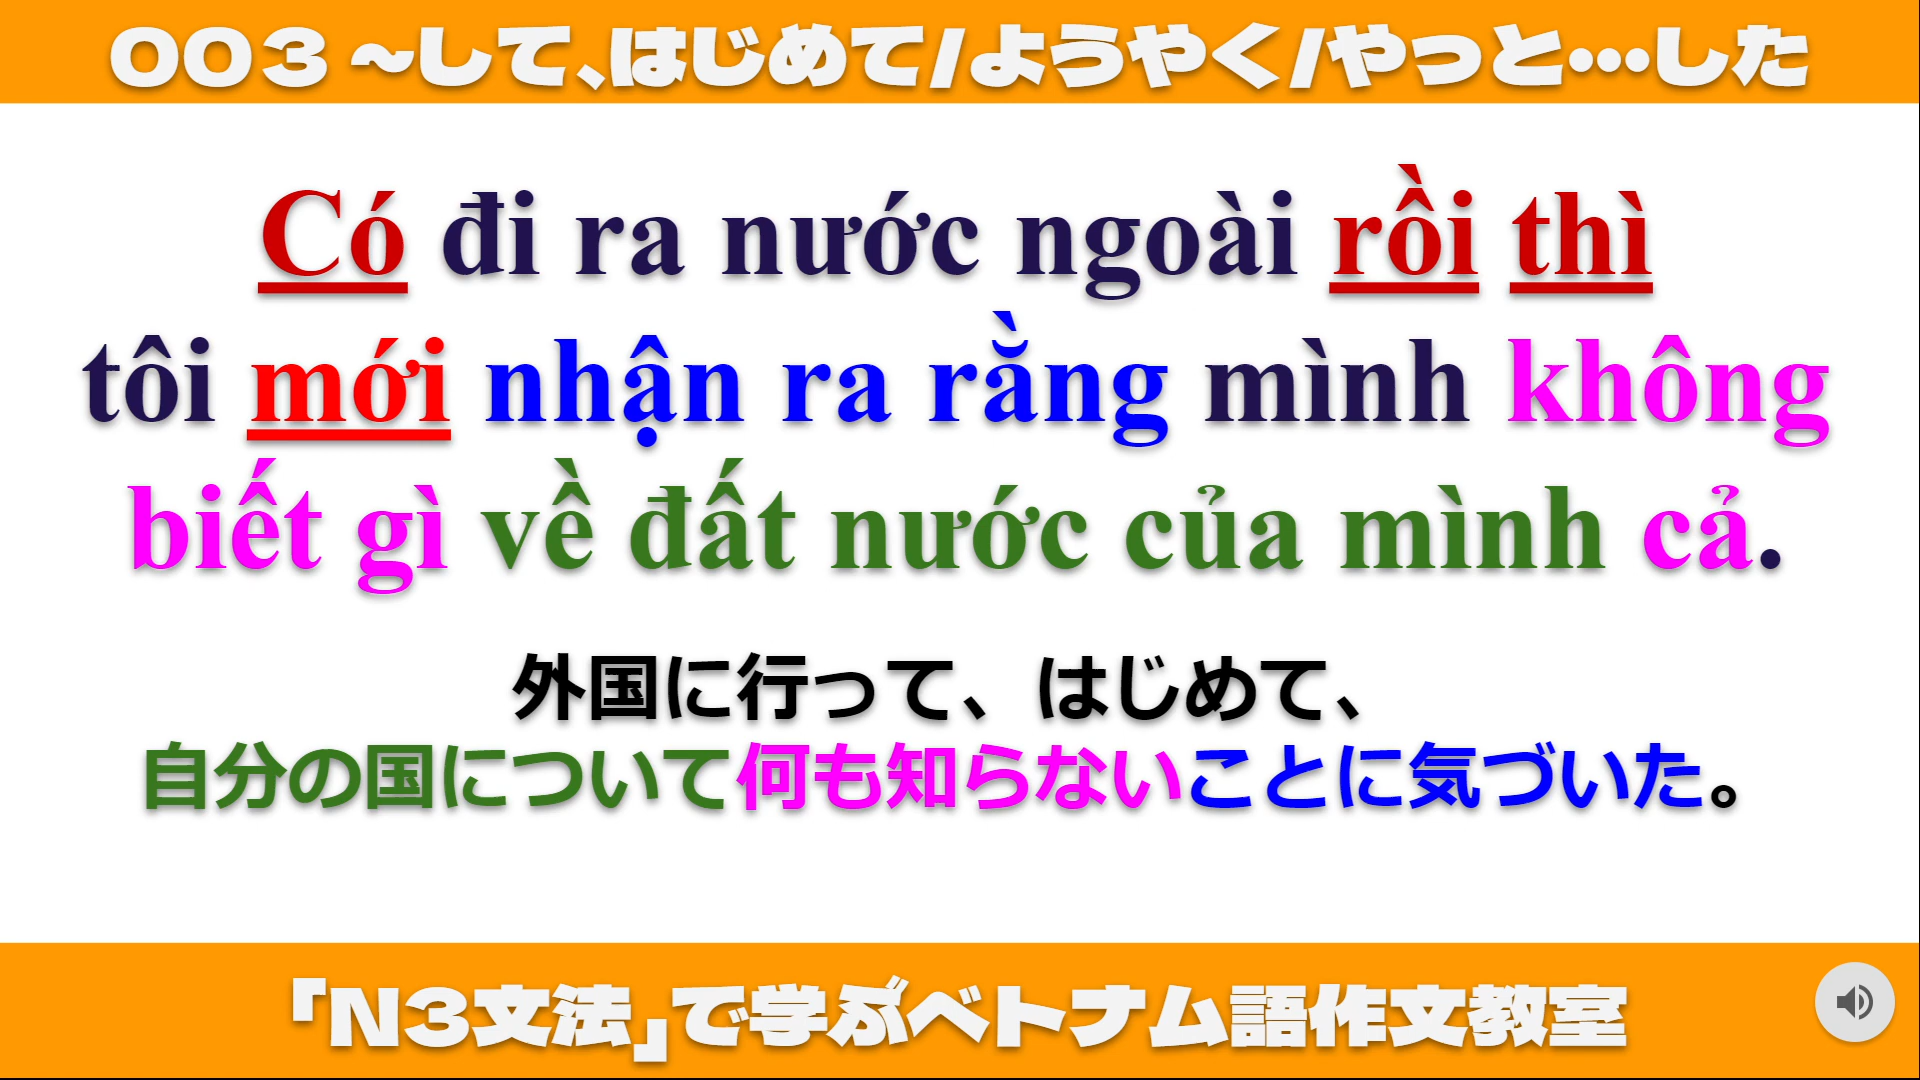 003 ~して、はじめて/ようやく/やっと…した
Có đi ra nước ngoài rồi thì
tôi mới nhận ra rằng mình không
biết gì về đất nước của mình cả.
外国に行って、はじめて、
自分の国について何も知らないことに気づいた。
「N3文法」で学ぶベトナム語作文教室